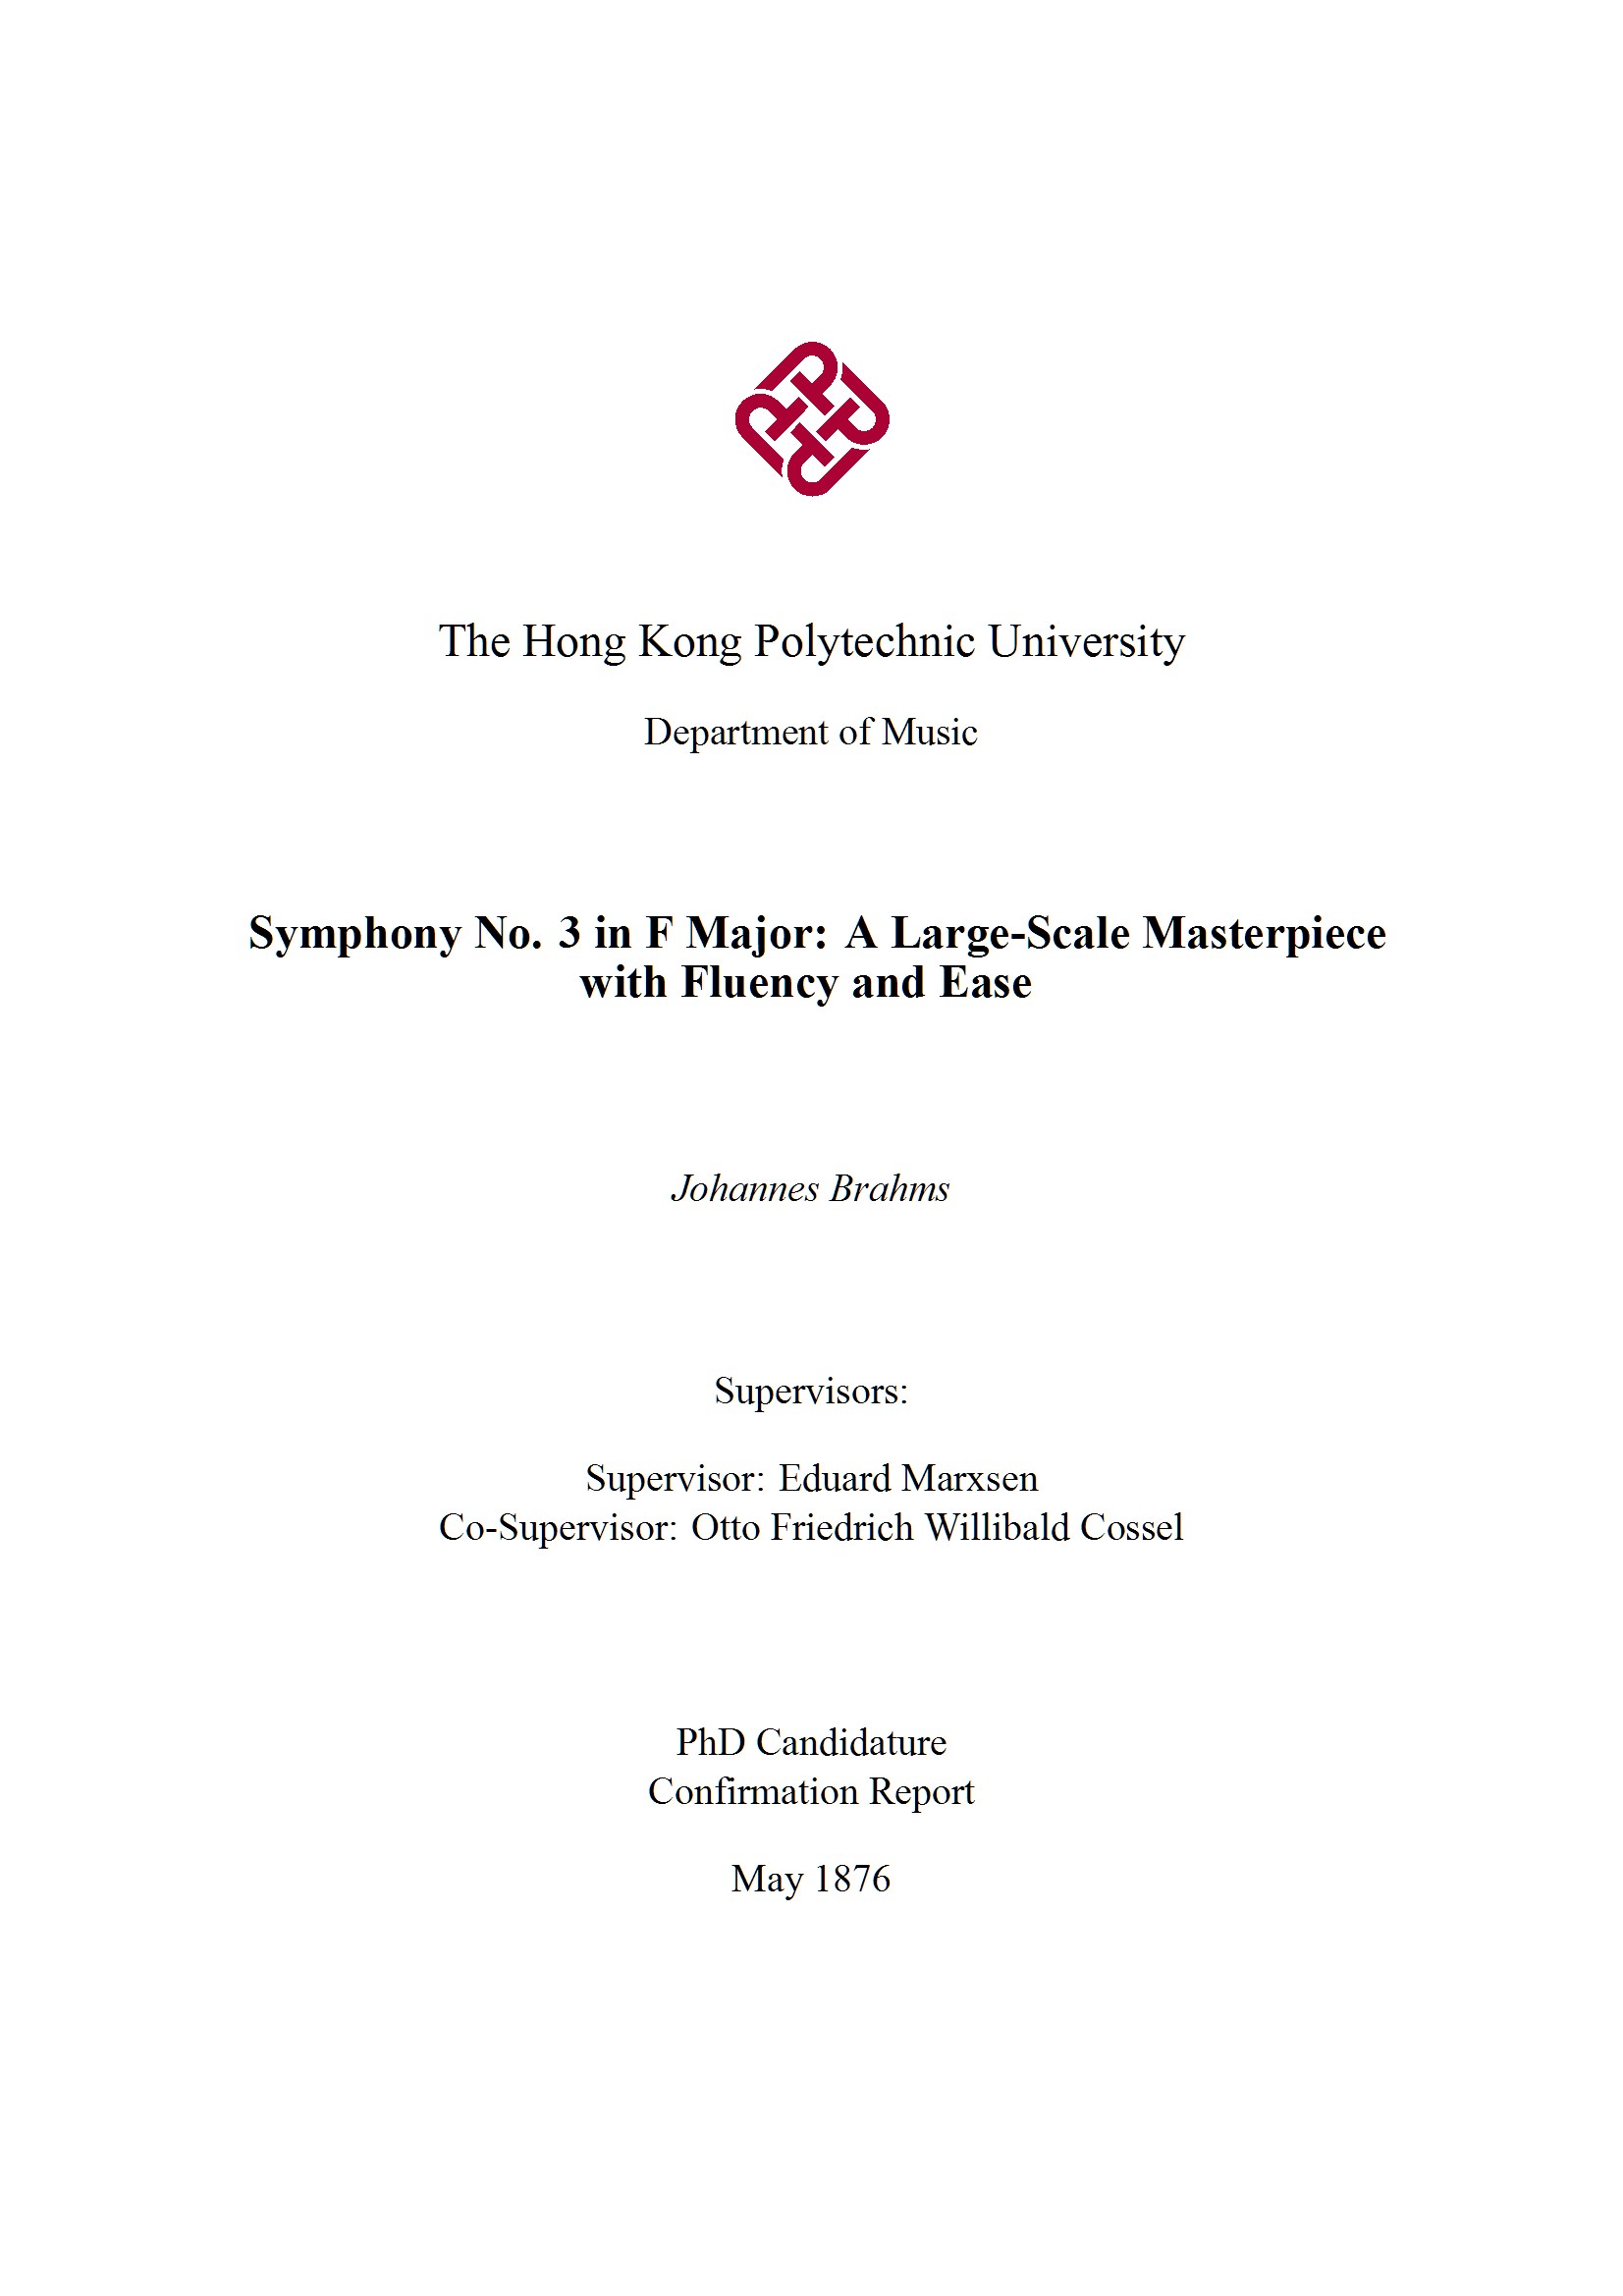 The Hong Kong Polytechnic University
Department of Music
Symphony No. 3 in F Major: A Large-Scale Masterpiece
with Fluency and Ease
Johannes Brahms
Supervisors:
Supervisor: Eduard Marxsen
Co-Supervisor: Otto Friedrich Willibald Cossel
PhD Candidature
Confirmation Report
May 1876